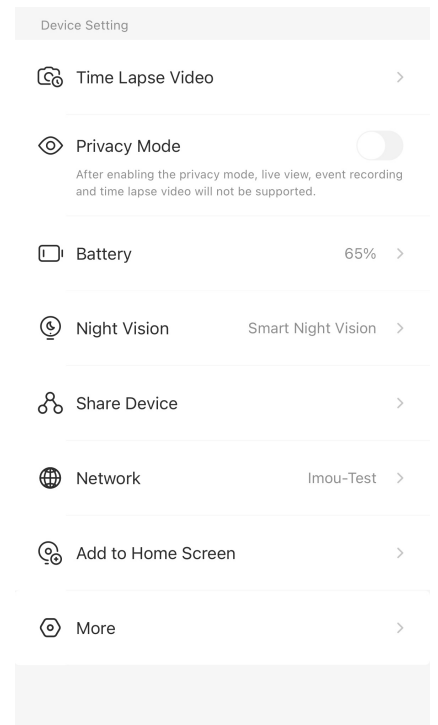 Device Setting
Time Lapse Video
Privacy Mode
After enabling the privacy mode, live view, event recording
and time lapse video will not be supported.
Battery 65%
Night Vision Smart Night Vision
Share Device
Network Imou-Test
Add to Home Screen
More